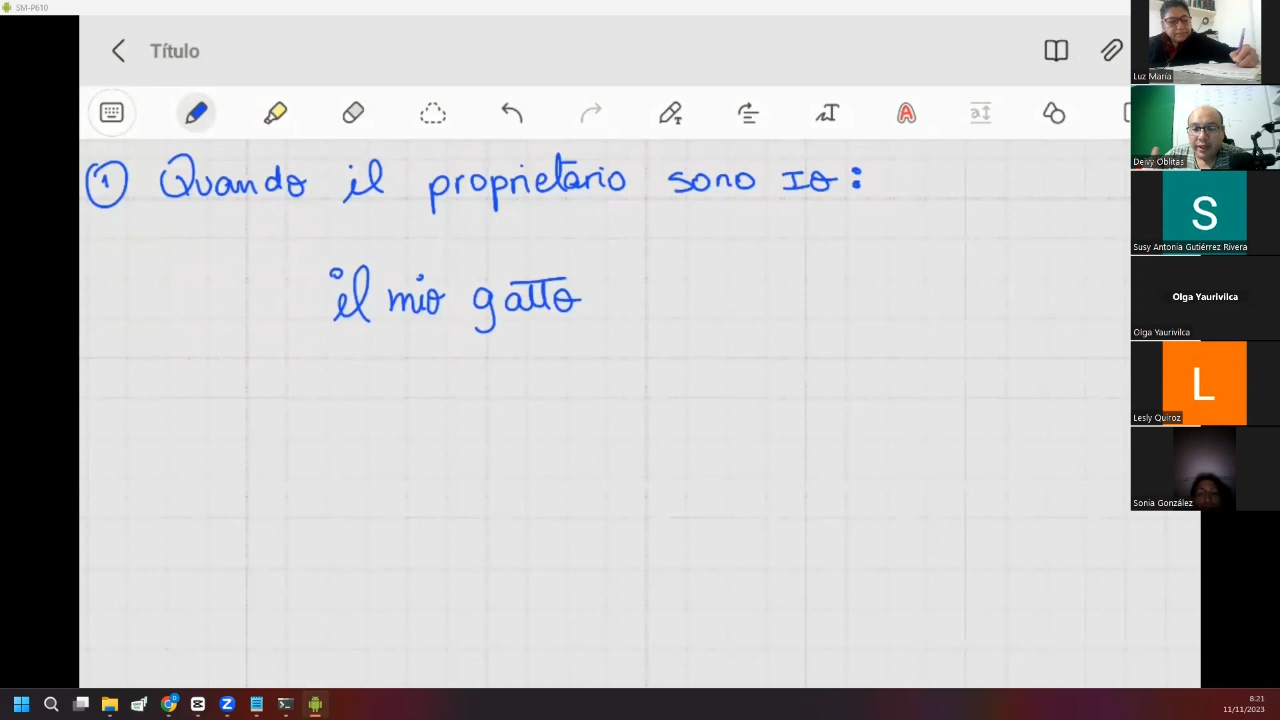 SM-P610
Título
① Quando il proprietario sono Io:
il mio gatto
Luz María
Deivy Oblitas
S
Susy Antonia Gutiérrez Rivera
Olga Yaurivilca
Olga Yaurivilca
L
Lesly Quiroz
Sonia González
8:21
11/11/2023